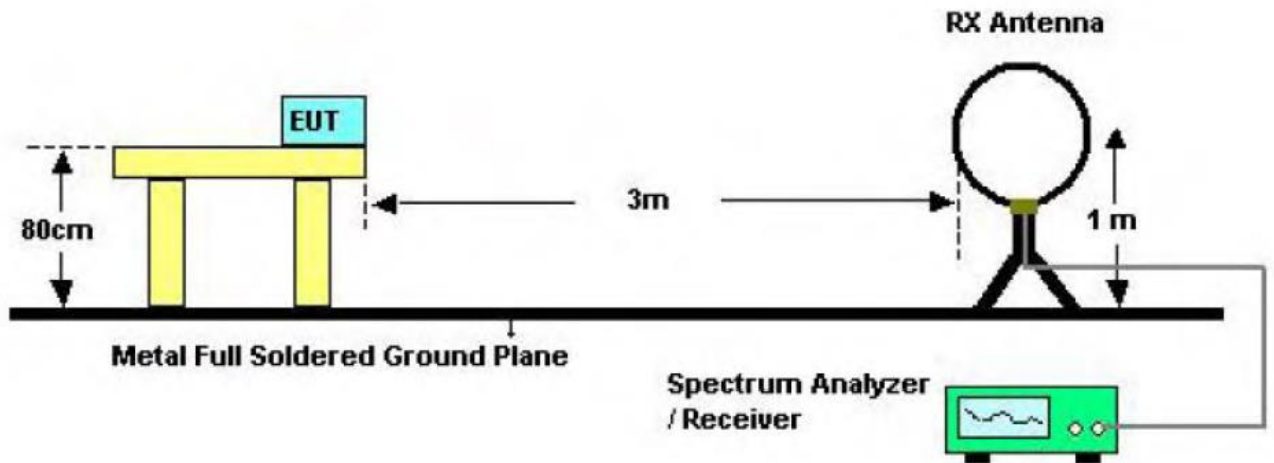 RX Antenna
EUT
3m
80cm
1 m
Metal Full Soldered Ground Plane
Spectrum Analyzer
/ Receiver